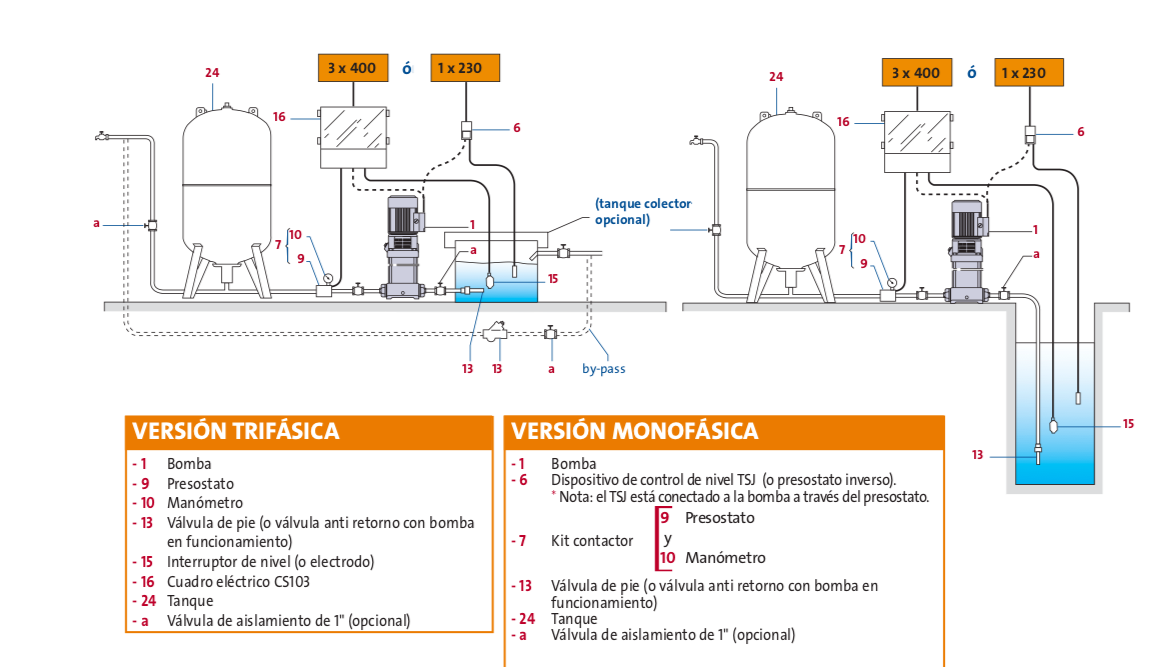 24
3 x 400
ó
1 x 230
16
6
a
10
7
9
1
a
15
(tanque colector
opcional)
13
13
a
by-pass
24
3 x 400
ó
1 x 230
16
6
10
7
9
1
a
15
13
VERSIÓN TRIFÁSICA
- 1 Bomba
- 9 Presostato
- 10 Manómetro
- 13 Válvula de pie (o válvula anti retorno con bomba
en funcionamiento)
- 15 Interruptor de nivel (o electrodo)
- 16 Cuadro eléctrico CS103
- 24 Tanque
- a Válvula de aislamiento de 1" (opcional)
VERSIÓN MONOFÁSICA
- 1 Bomba
- 6 Dispositivo de control de nivel TSJ (o presostato inverso).
* Nota: el TSJ está conectado a la bomba a través del presostato.
9 Presostato
- 7 Kit contactor y
10 Manómetro
- 13 Válvula de pie (o válvula anti retorno con bomba en
funcionamiento)
- 24 Tanque
- a Válvula de aislamiento de 1" (opcional)